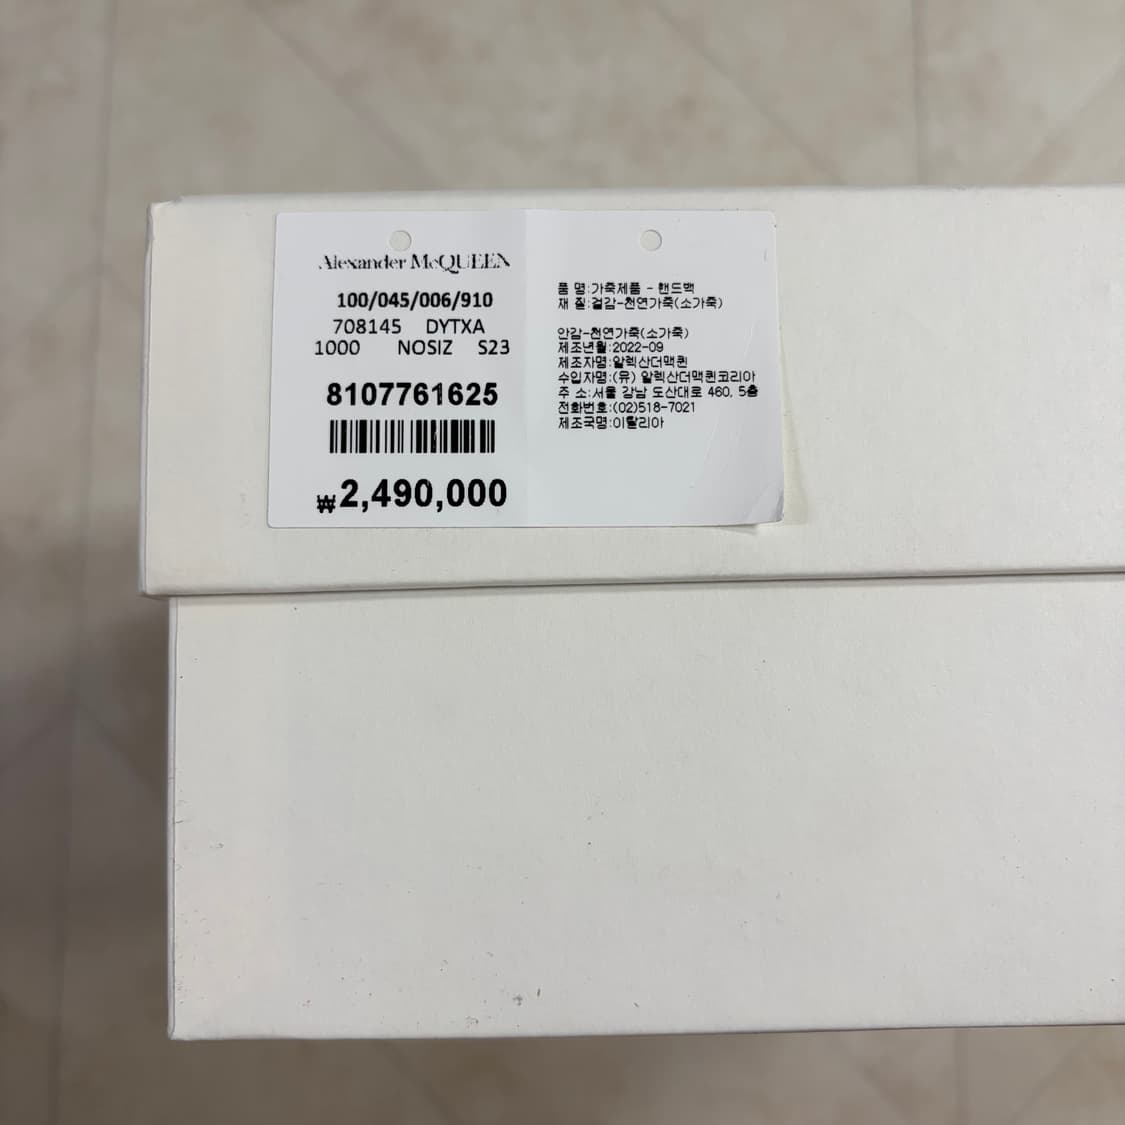 Alexander McQUEEN
100/045/006/910
708145 DYTXA
1000 NOSIZ S23
8107761625
₩2,490,000
품 명:가죽제품 - 핸드백
재 질:겉감-천연가죽(소가죽)
안감-천연가죽(소가죽)
제조년월:2022-09
제조자명:알렉산더맥퀸
수입자명:(유) 알렉산더맥퀸코리아
주 소:서울 강남 도산대로 460, 5층
전화번호:(02)518-7021
제조국명:이탈리아